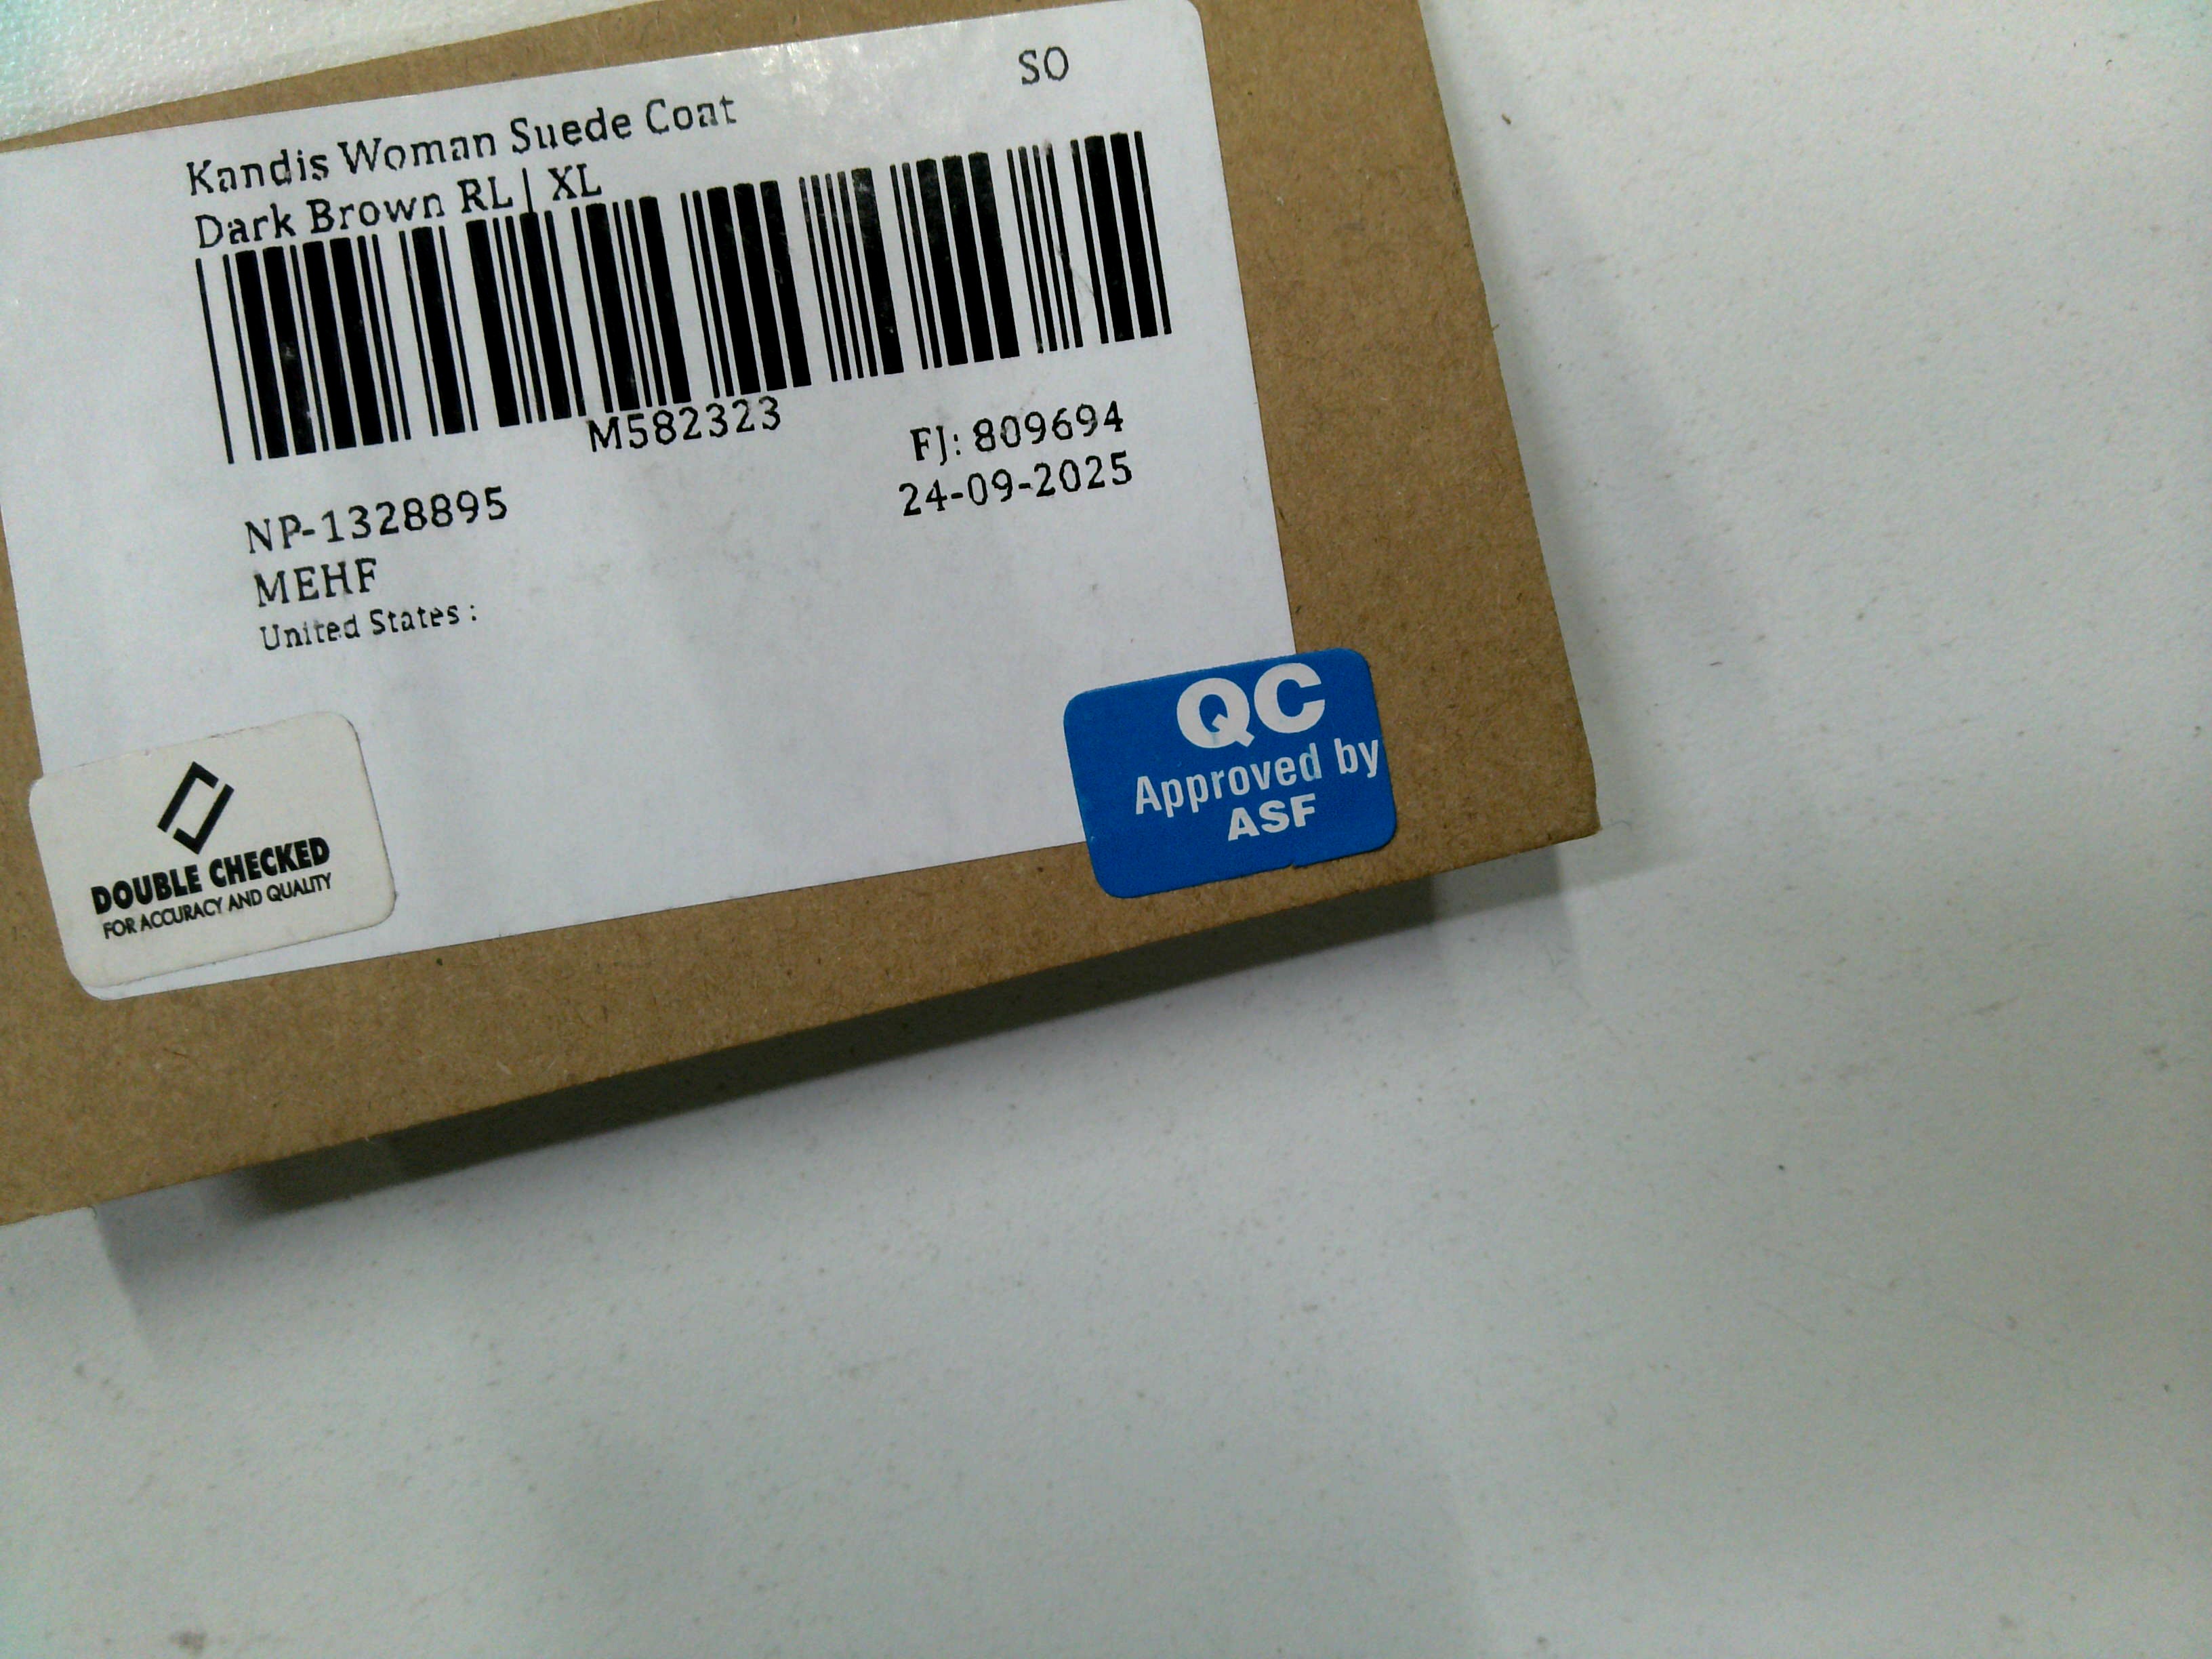 SO
Kandis Woman Suede Coat
Dark Brown RL | XL
M582323
FJ: 809694
24-09-2025
NP-1328895
MEHF
United States :
QC
Approved by
ASF
DOUBLE CHECKED
FOR ACCURACY AND QUALITY